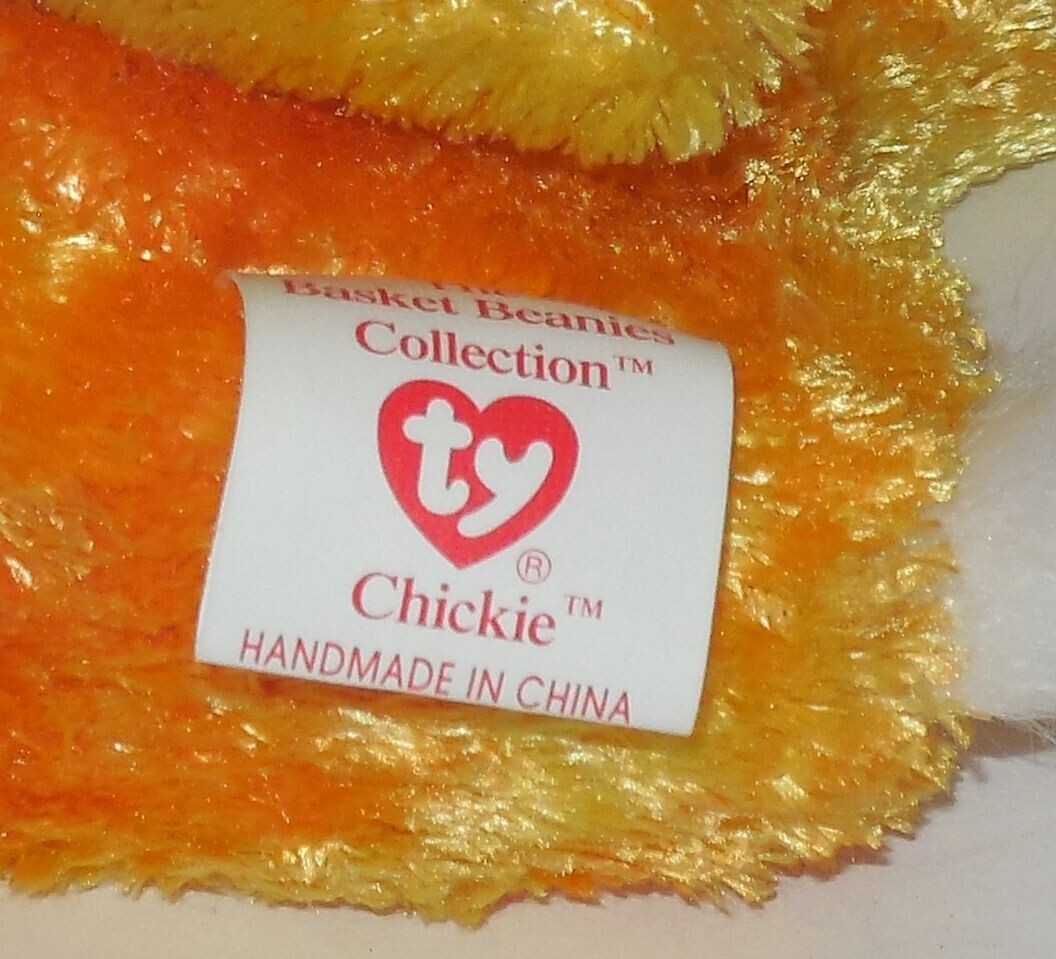 Basket Beanies
Collection™
ty
®
Chickie™
HANDMADE IN CHINA